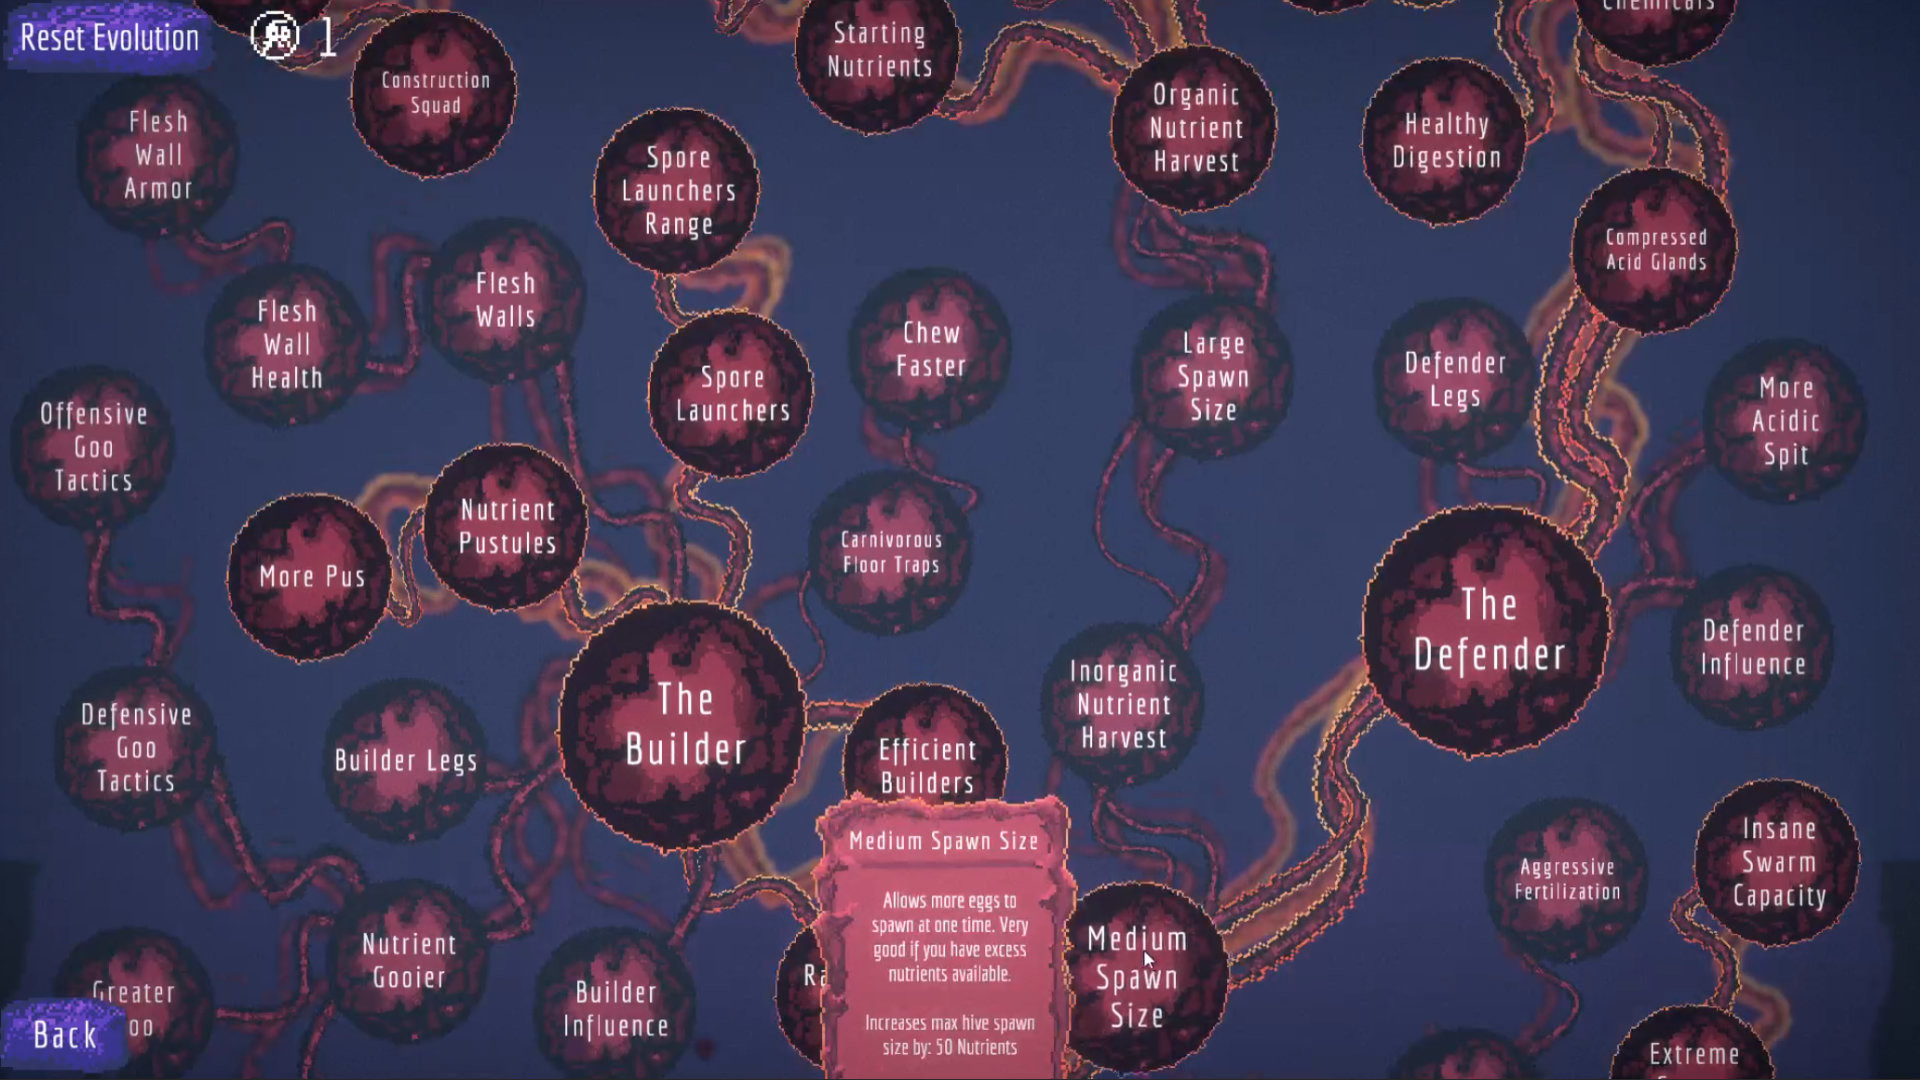 Reset Evolution
1
Construction
Squad
Starting
Nutrients
Chemicals
Flesh
Wall
Armor
Spore
Launchers
Range
Organic
Nutrient
Harvest
Healthy
Digestion
Compressed
Acid Glands
Flesh
Wall
Health
Flesh
Walls
Spore
Launchers
Chew
Faster
Large
Spawn
Size
Defender
Legs
More
Acidic
Spit
Offensive
Goo
Tactics
More Pus
Nutrient
Pustules
Carnivorous
Floor Traps
The
Defender
Defender
Influence
Inorganic
Nutrient
Harvest
The
Builder
Defensive
Goo
Tactics
Builder Legs
Efficient
Builders
Medium Spawn Size
Allows more eggs to
spawn at one time. Very
good if you have excess
nutrients available.
Increases max hive spawn
size by: 50 Nutrients
Medium
Spawn
Size
Aggressive
Fertilization
Insane
Swarm
Capacity
Nutrient
Gooier
Builder
Influence
Ra
Greater
oo
Back
Extreme